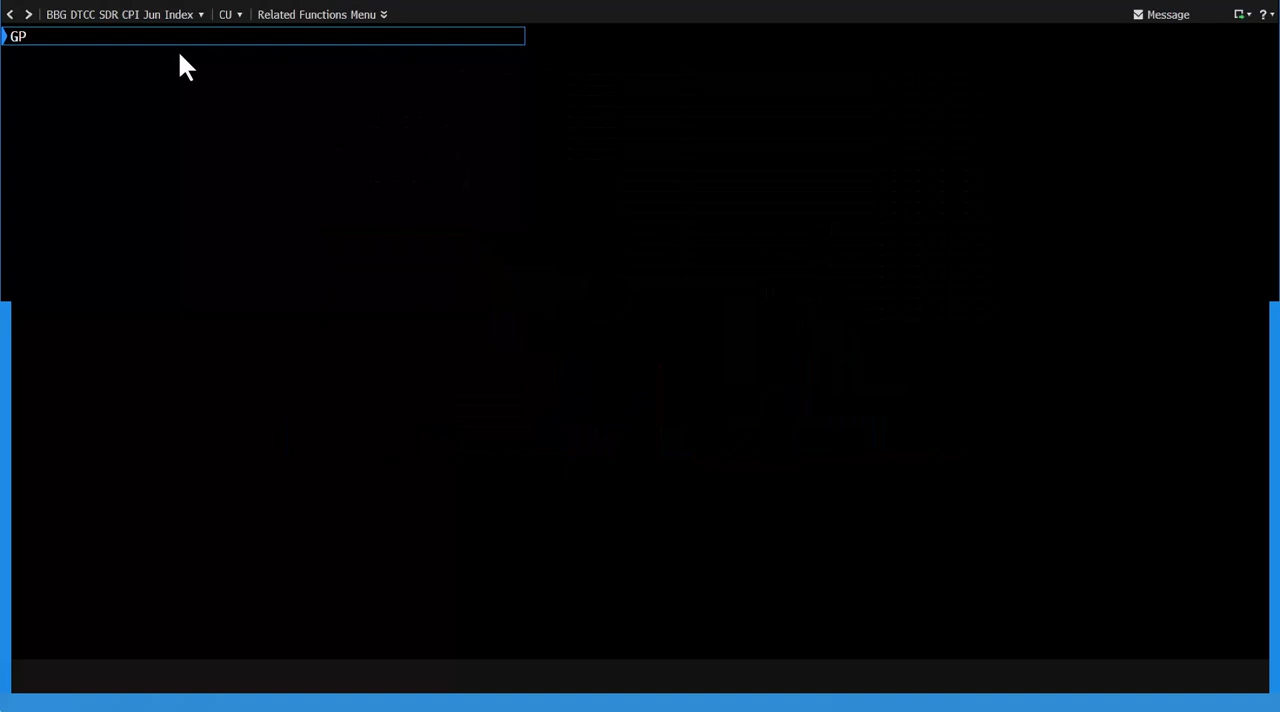 BBG DTCC SDR CPI Jun Index CU Related Functions Menu Message ?
GP